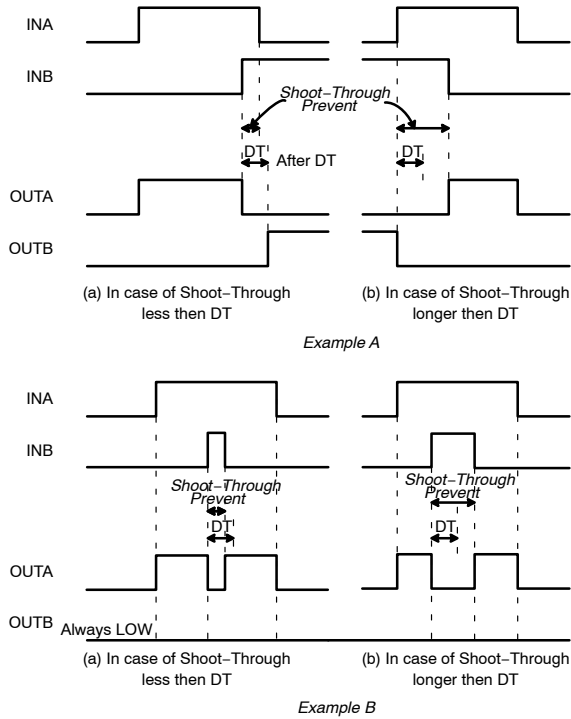 INA
INB
Shoot−Through
Prevent
DT
After DT
DT
OUTA
OUTB
(a) In case of Shoot−Through
less then DT
(b) In case of Shoot−Through
longer then DT
Example A
INA
INB
Shoot−Through
Prevent
DT
Shoot−Through
Prevent
DT
OUTA
OUTB
Always LOW
(a) In case of Shoot−Through
less then DT
(b) In case of Shoot−Through
longer then DT
Example B